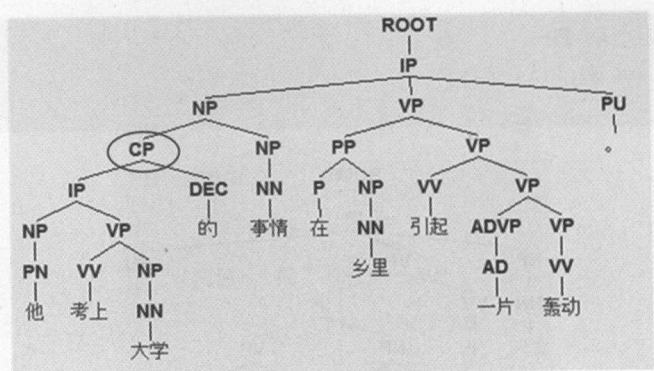 ROOT
IP
NP VP PU
CP NP PP VP 。
IP DEC NN P NP VV VP
NP VP 的 事情 在 NN 引起 ADVP VP
PN VV NP 乡里 AD VV
他 考上 NN 一片 轰动
大学